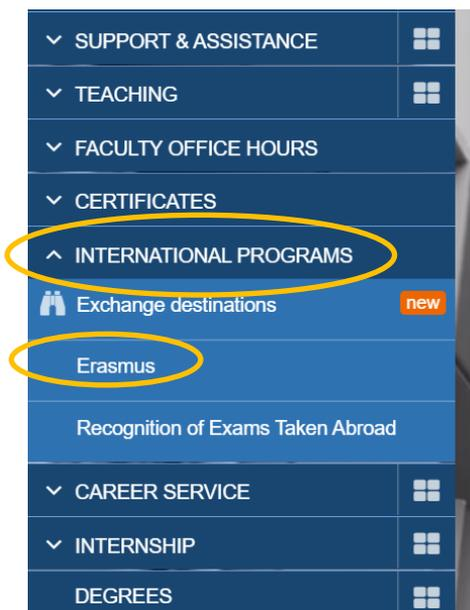 SUPPORT & ASSISTANCE
TEACHING
FACULTY OFFICE HOURS
CERTIFICATES
INTERNATIONAL PROGRAMS
Exchange destinations new
Erasmus
Recognition of Exams Taken Abroad
CAREER SERVICE
INTERNSHIP
DEGREES